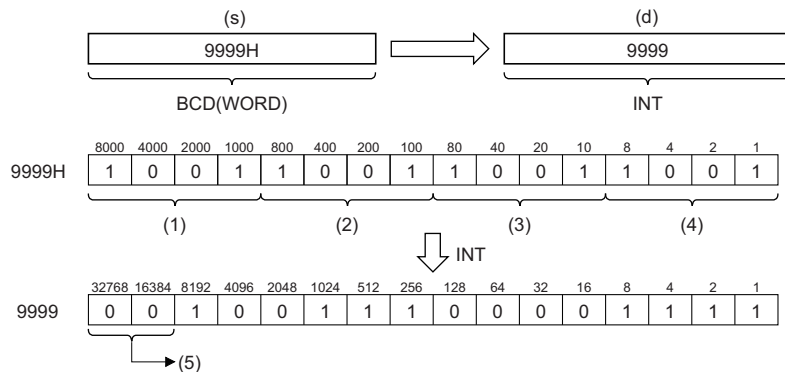 (s) (d)
9999H 9999
BCD(WORD) INT
8000 4000 2000 1000 800 400 200 100 80 40 20 10 8 4 2 1
9999H 1 0 0 1 1 0 0 1 1 0 0 1 1 0 0 1
(1) (2) (3) (4)
INT
32768 16384 8192 4096 2048 1024 512 256 128 64 32 16 8 4 2 1
9999 0 0 1 0 0 1 1 1 0 0 0 0 1 1 1 1
(5)